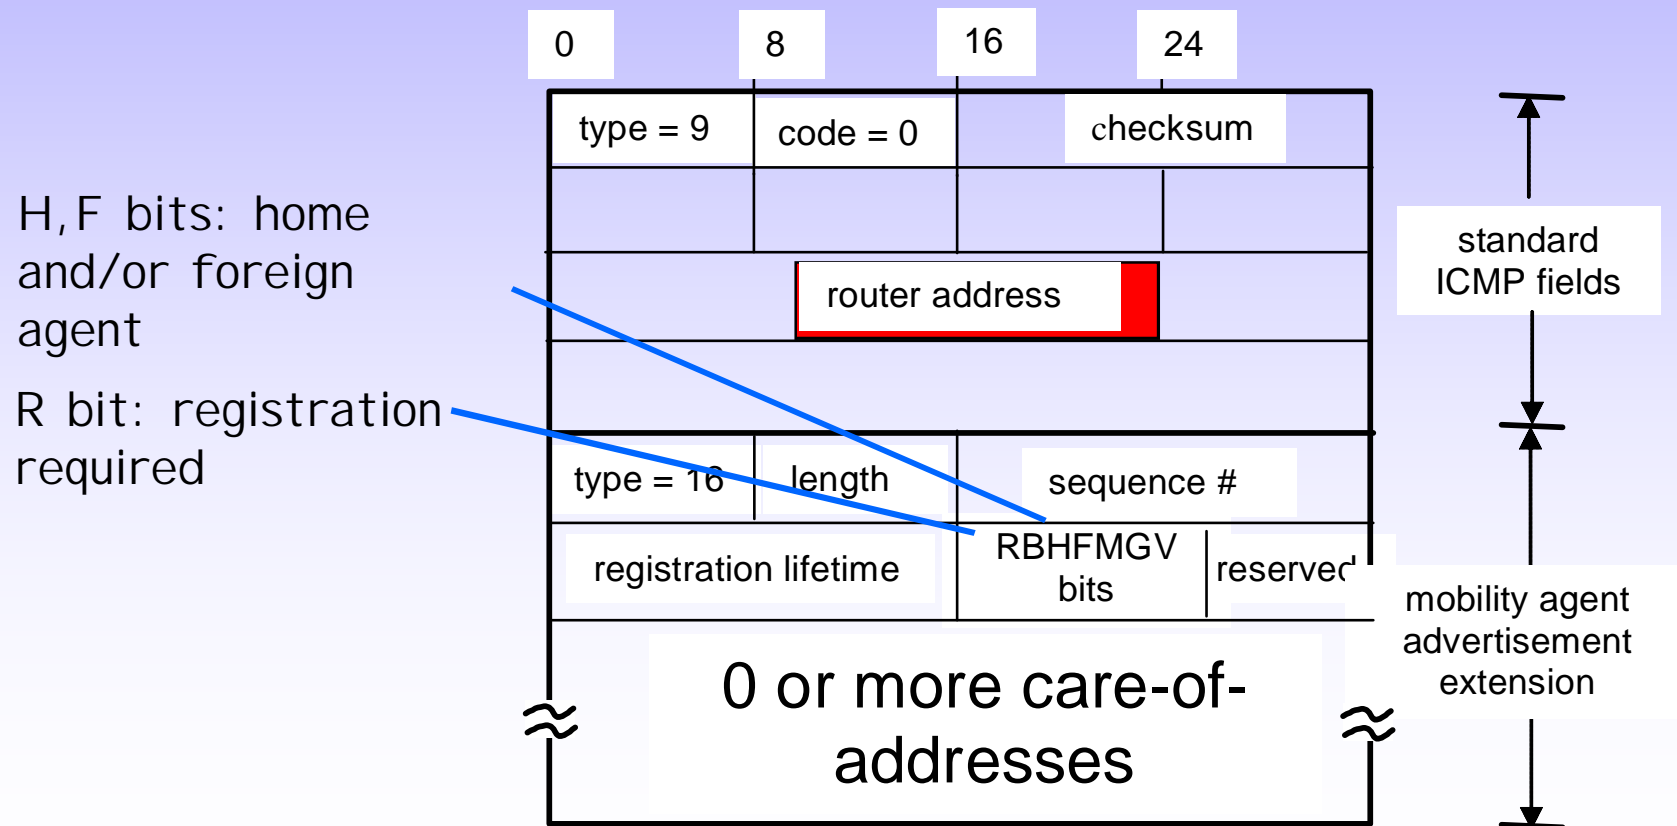 0 8 16 24
type = 9 code = 0 checksum
H,F bits: home
and/or foreign
agent
router address
standard
ICMP fields
R bit: registration
required
type = 16 length sequence #
registration lifetime
RBHFMGV
bits
reserved
mobility agent
advertisement
extension
0 or more care-of-
addresses